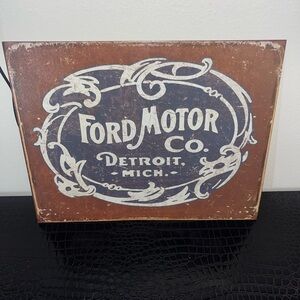 FORD MOTOR
CO.
DETROIT,
·MICH.·